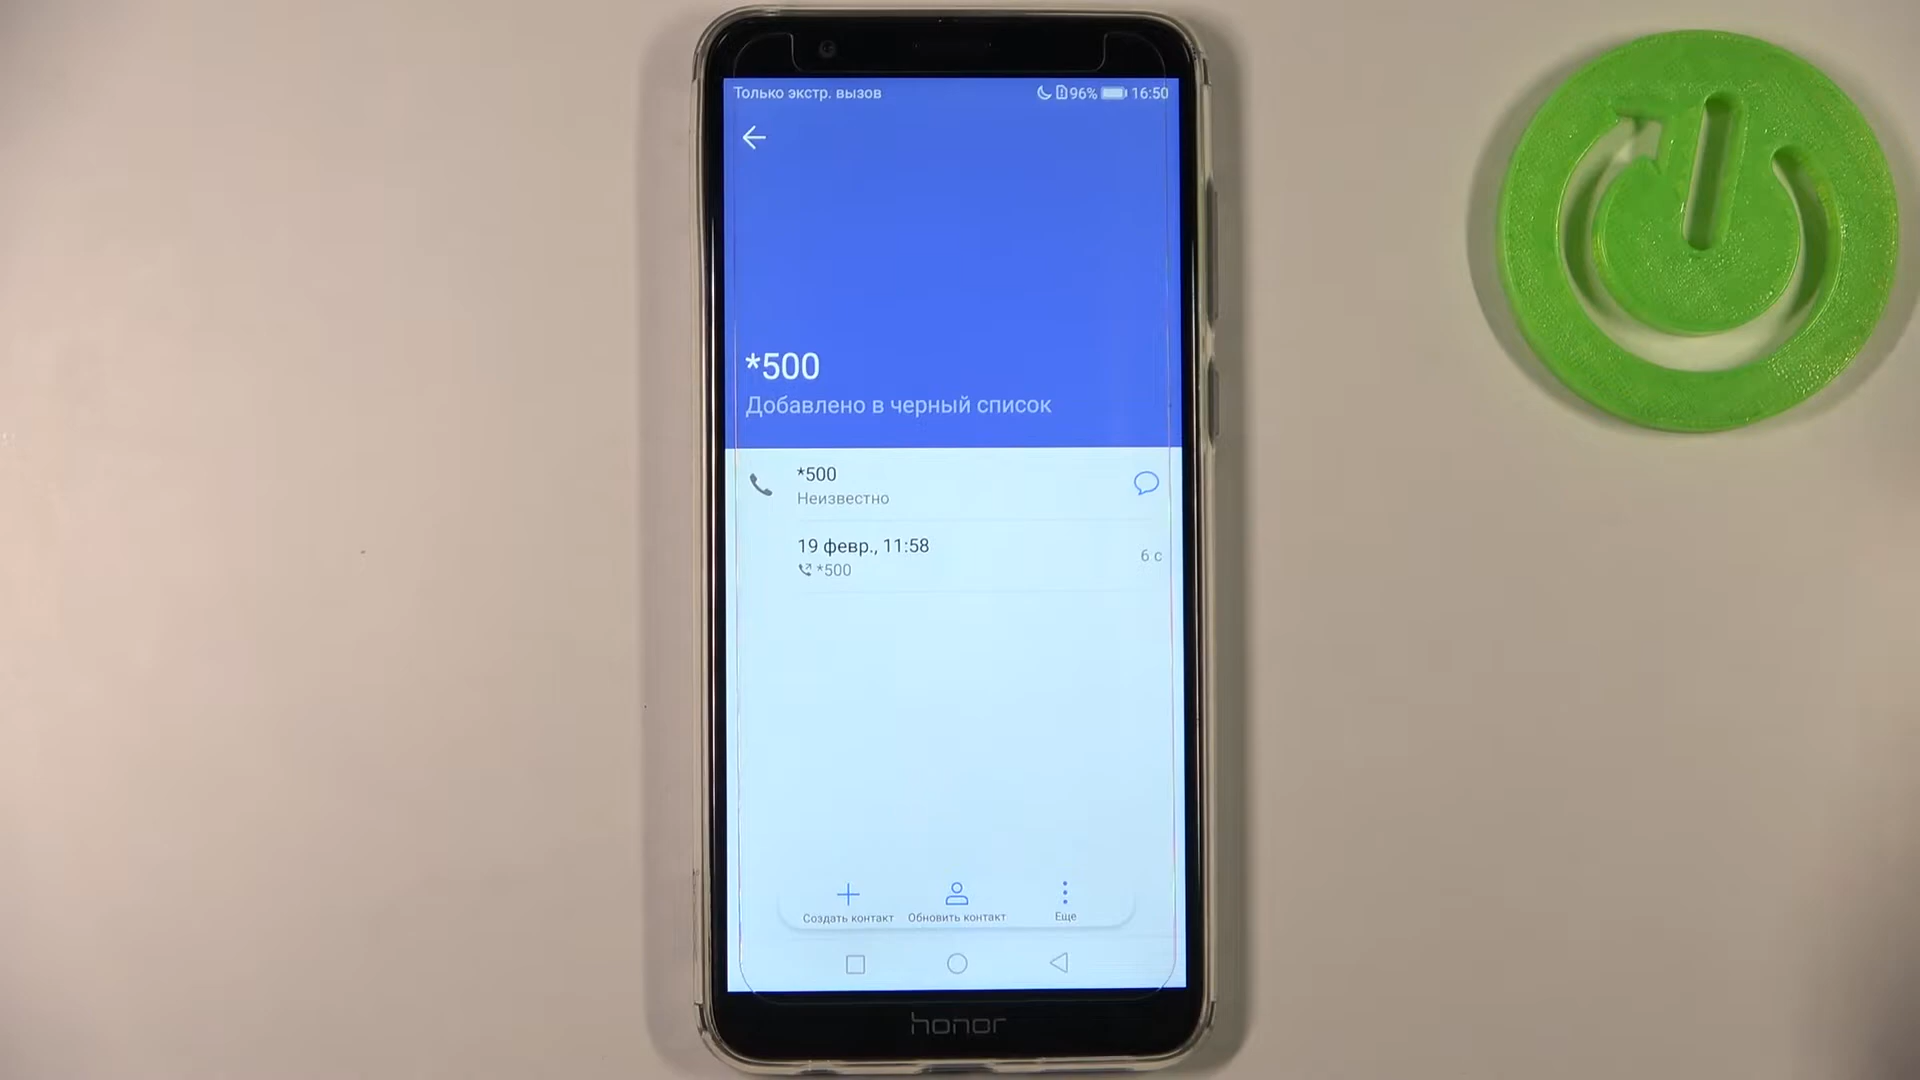 Только экстр. вызов 96% 16:50
*500
Добавлено в черный список
*500
Неизвестно
19 февр., 11:58
6 с
*500
Создать контакт Обновить контакт Еще
honor